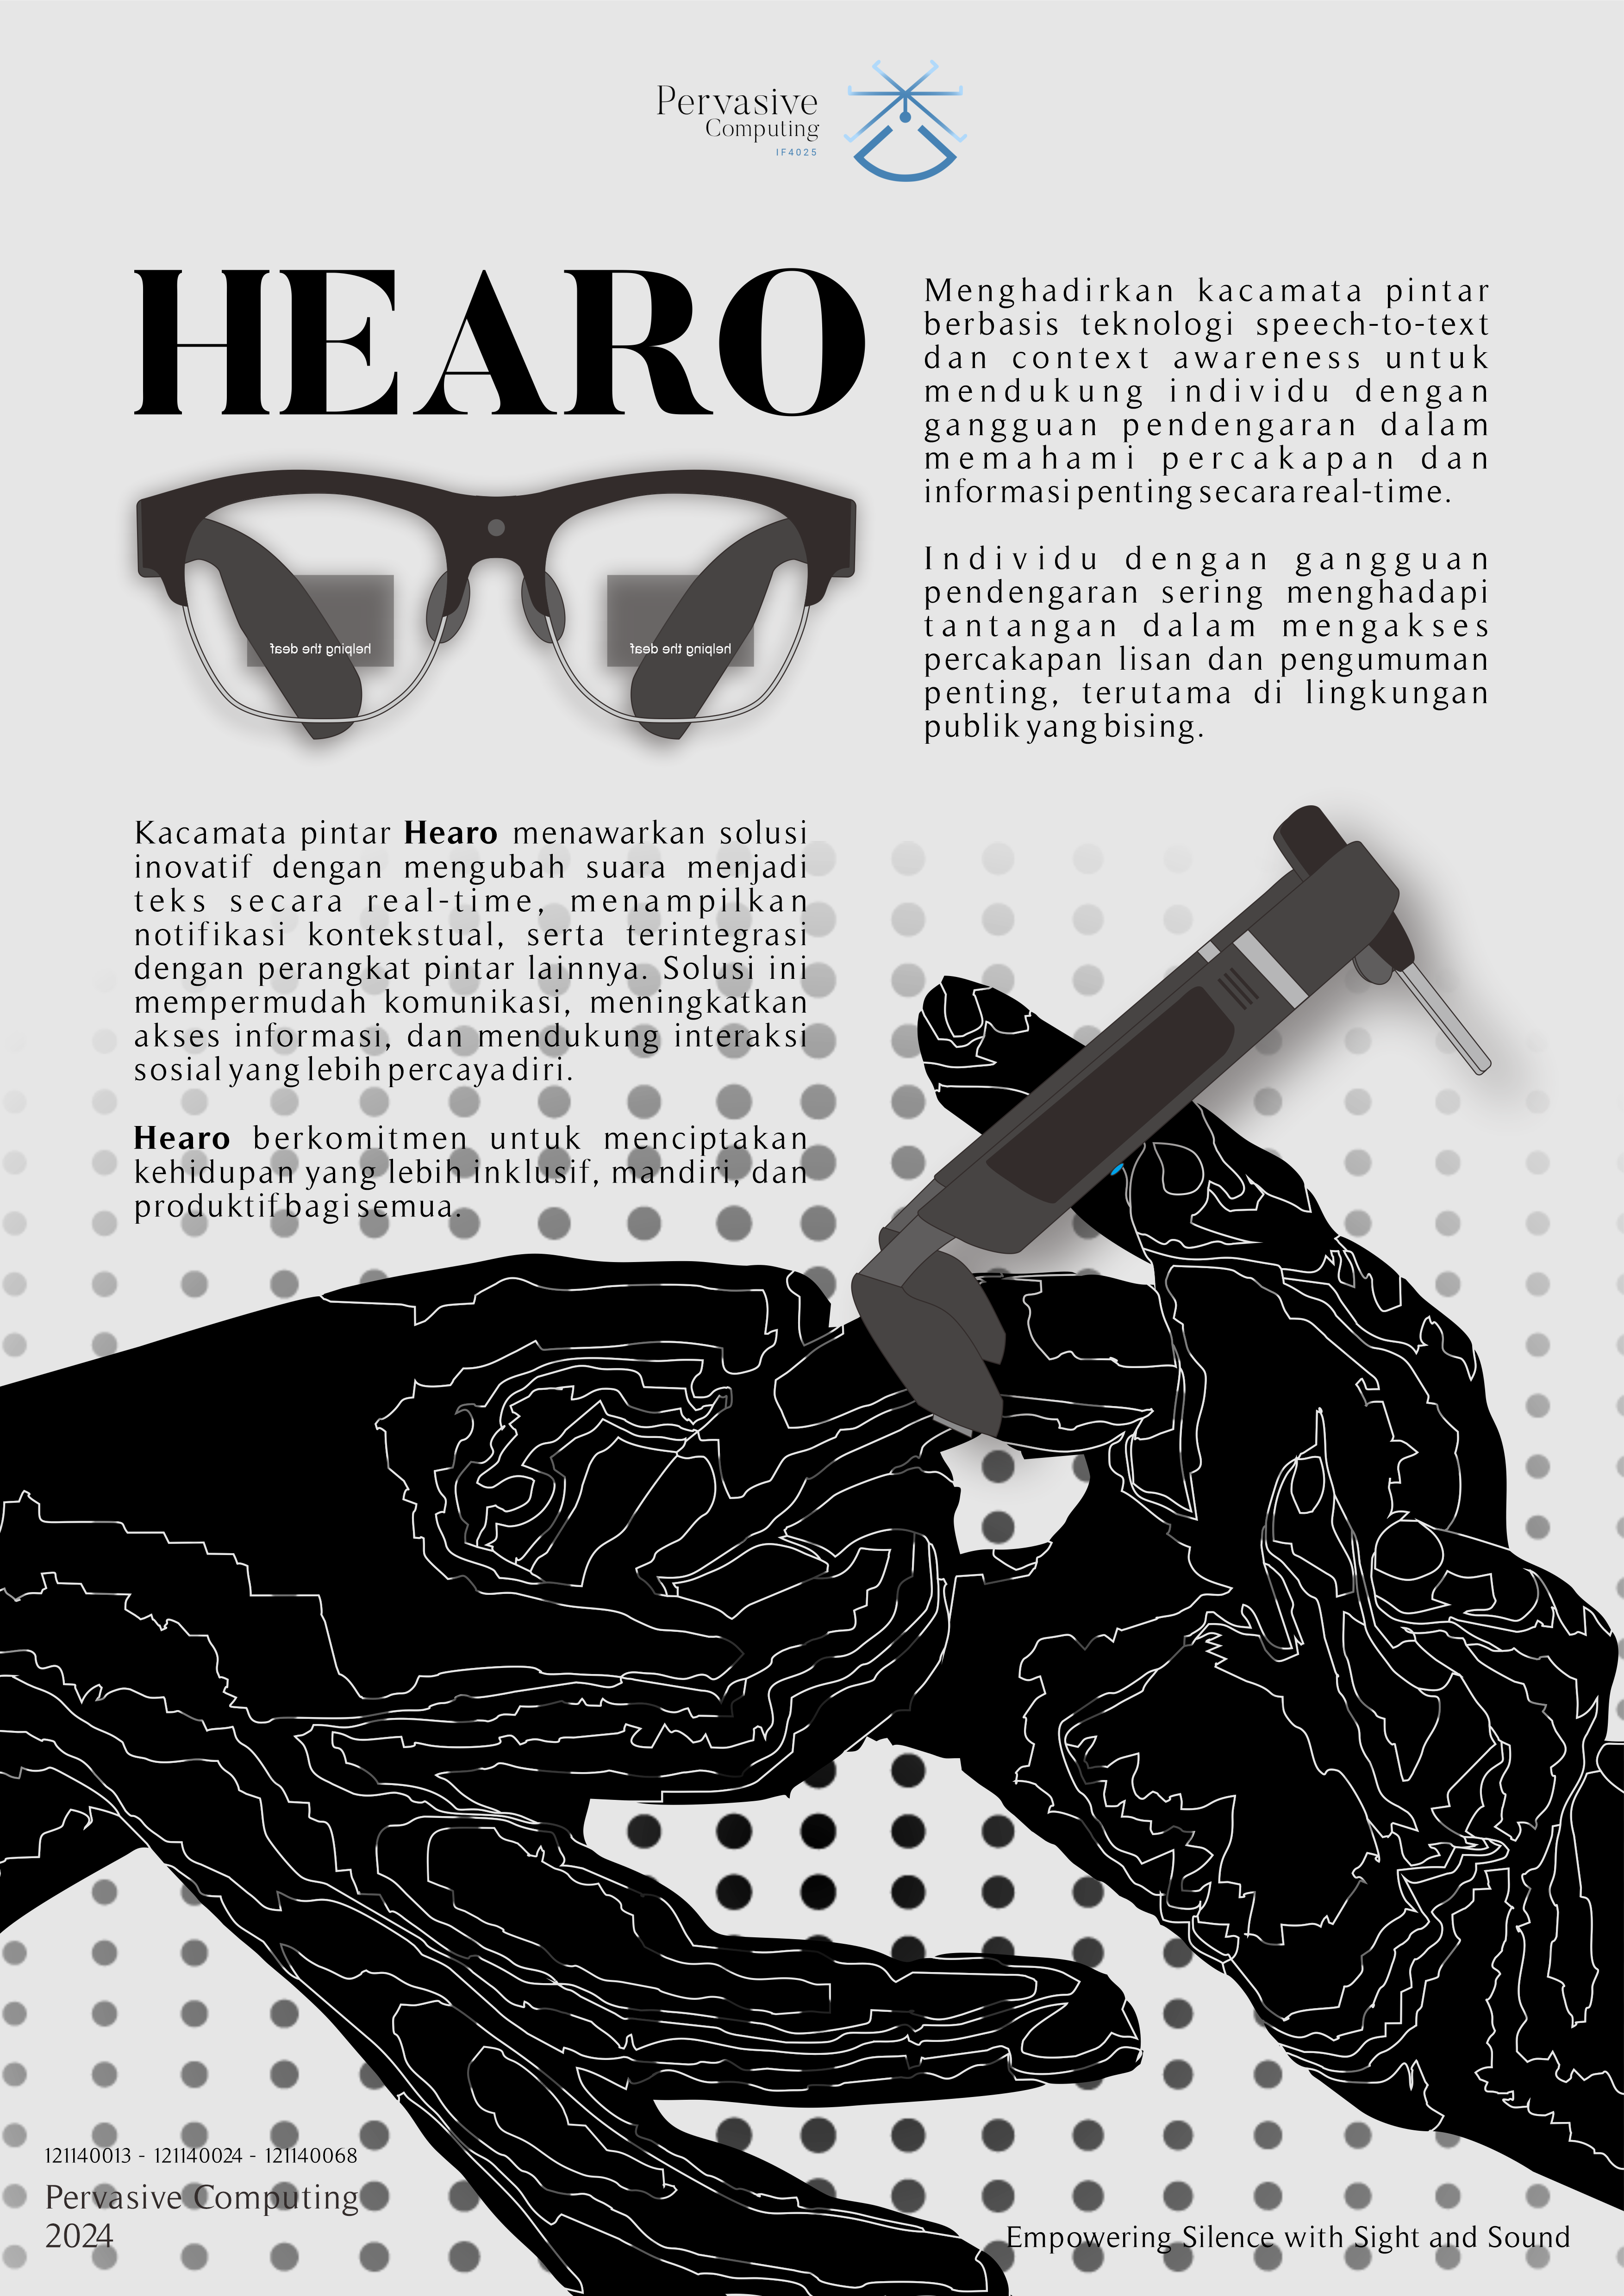 Pervasive
Computing
IF4025
HEARO
Menghadirkan kacamata pintar
berbasis teknologi speech-to-text
dan context awareness untuk
mendukung individu dengan
gangguan pendengaran dalam
memahami percakapan dan
informasi penting secara real-time.
Individu dengan gangguan
pendengaran sering menghadapi
tantangan dalam mengakses
percakapan lisan dan pengumuman
penting, terutama di lingkungan
publik yang bising.
helping the deaf
helping the deaf
Kacamata pintar Hearo menawarkan solusi
inovatif dengan mengubah suara menjadi
teks secara real-time, menampilkan
notifikasi kontekstual, serta terintegrasi
dengan perangkat pintar lainnya. Solusi ini
mempermudah komunikasi, meningkatkan
akses informasi, dan mendukung interaksi
sosial yang lebih percaya diri.
Hearo berkomitmen untuk menciptakan
kehidupan yang lebih inklusif, mandiri, dan
produktif bagi semua.
121140013 - 121140024 - 121140068
Pervasive Computing
2024
Empowering Silence with Sight and Sound